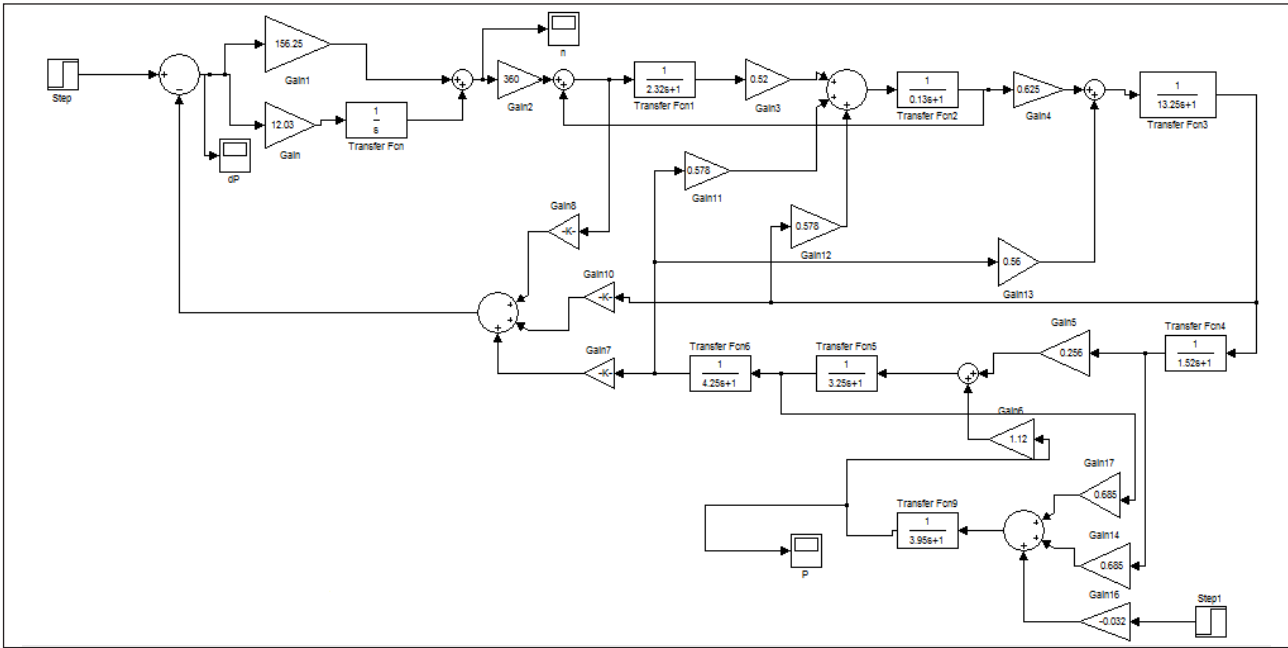 Step
156.25
Gain1
12.03
Gain
1
s
Transfer Fcn
dP
n
360
Gain2
1
2.32s+1
Transfer Fcn1
0.52
Gain3
1
0.13s+1
Transfer Fcn2
0.625
Gain4
1
13.25s+1
Transfer Fcn3
0.578
Gain11
Gain8
-K-
0.578
Gain12
0.56
Gain13
Gain10
-K-
Gain7
-K-
Transfer Fcn6
1
4.25s+1
Transfer Fcn5
1
3.25s+1
Gain5
0.256
Transfer Fcn4
1
1.52s+1
Gain6
1.12
Gain17
0.685
Transfer Fcn9
1
3.95s+1
P
Gain14
0.685
Gain16
-0.032
Step1